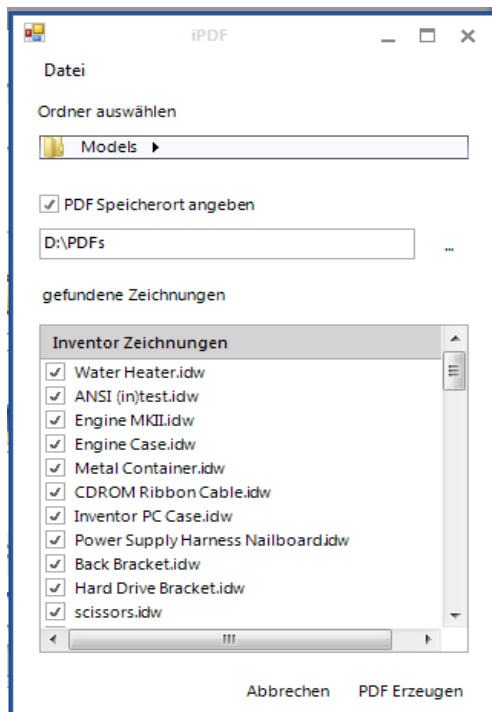 iPDF
Datei
Ordner auswählen
Models
PDF Speicherort angeben
D:\PDFs
...
gefundene Zeichnungen
Inventor Zeichnungen
Water Heater.idw
ANSI (in)test.idw
Engine MKII.idw
Engine Case.idw
Metal Container.idw
CDROM Ribbon Cable.idw
Inventor PC Case.idw
Power Supply Harness Nailboard.idw
Back Bracket.idw
Hard Drive Bracket.idw
scissors.idw
Abbrechen PDF Erzeugen